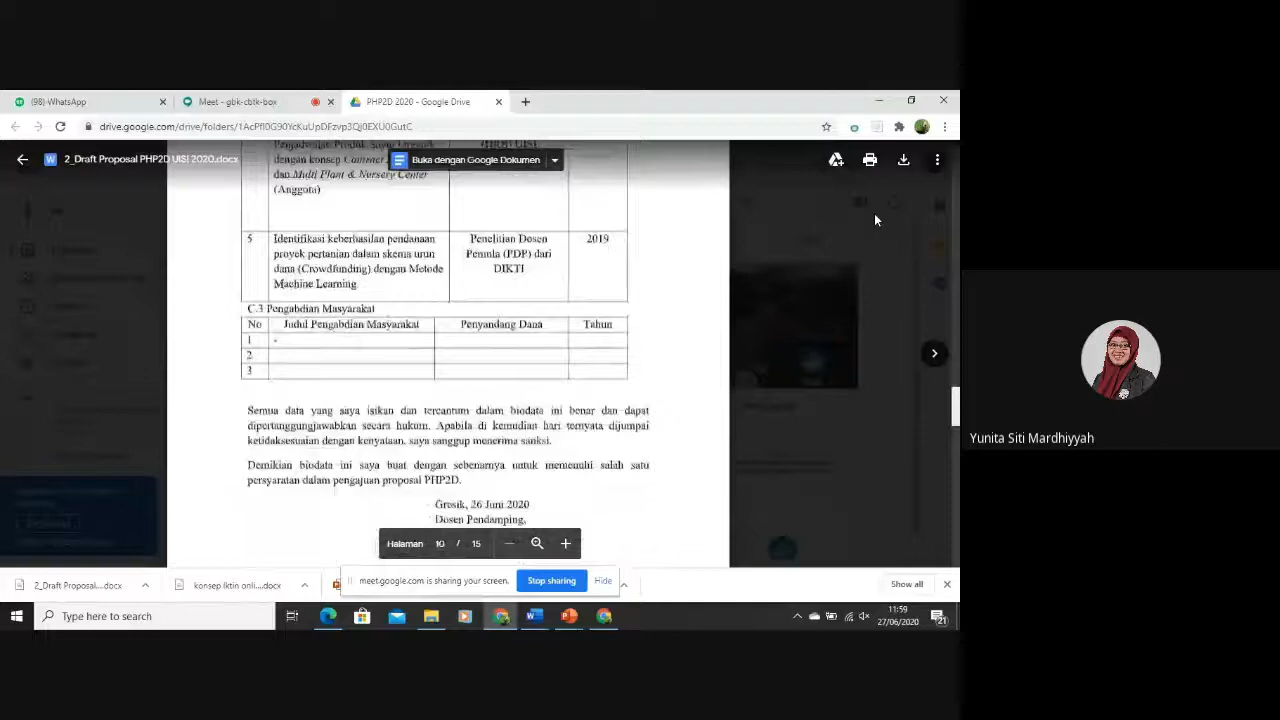 (98) WhatsApp
Meet - gbk-cbtk-box
PHP2D 2020 - Google Drive
2_Draft Proposal PHP2D UISI 2020.docx
Buka dengan Google Dokumen
dengan konsep
dan Multi Plant & Nursery Center
(Anggota)
5 Identifikasi keberhasilan pendanaan proyek pertanian dalam skema urun dana (Crowdfunding) dengan Metode Machine Learning
Penelitian Dosen
Pemula (PDP) dari
DIKTI
2019
C.3 Pengabdian Masyarakat
No Judul Pengabdian Masyarakat Penyandang Dana Tahun
1 -
2
3
Semua data yang saya isikan dan tercantum dalam biodata ini benar dan dapat
dipertanggungjawabkan secara hukum. Apabila di kemudian hari ternyata dijumpai
ketidaksesuaian dengan kenyataan, saya sanggup menerima sanksi.
Demikian biodata ini saya buat dengan sebenarnya untuk memenuhi salah satu
persyaratan dalam pengajuan proposal PHP2D.
Gresik, 26 Juni 2020
Dosen Pendamping,
Halaman 10 / 15
meet.google.com is sharing your screen.
Stop sharing
Hide
2_Draft Proposal....docx
konsep Iktin onli....docx
Show all
Type here to search
11:59
27/06/2020
21
Yunita Siti Mardhiyyah